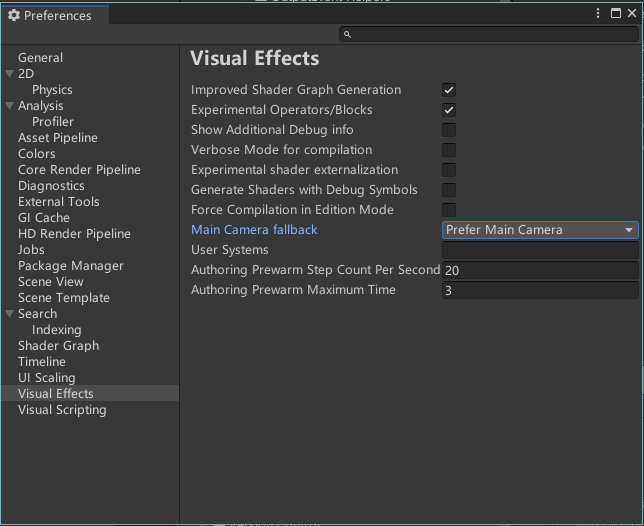 Preferences
General
2D
Physics
Analysis
Profiler
Asset Pipeline
Colors
Core Render Pipeline
Diagnostics
External Tools
GI Cache
HD Render Pipeline
Jobs
Package Manager
Scene View
Scene Template
Search
Indexing
Shader Graph
Timeline
UI Scaling
Visual Effects
Visual Scripting
Visual Effects
Improved Shader Graph Generation
Experimental Operators/Blocks
Show Additional Debug info
Verbose Mode for compilation
Experimental shader externalization
Generate Shaders with Debug Symbols
Force Compilation in Edition Mode
Main Camera fallback Prefer Main Camera
User Systems
Authoring Prewarm Step Count Per Second 20
Authoring Prewarm Maximum Time 3